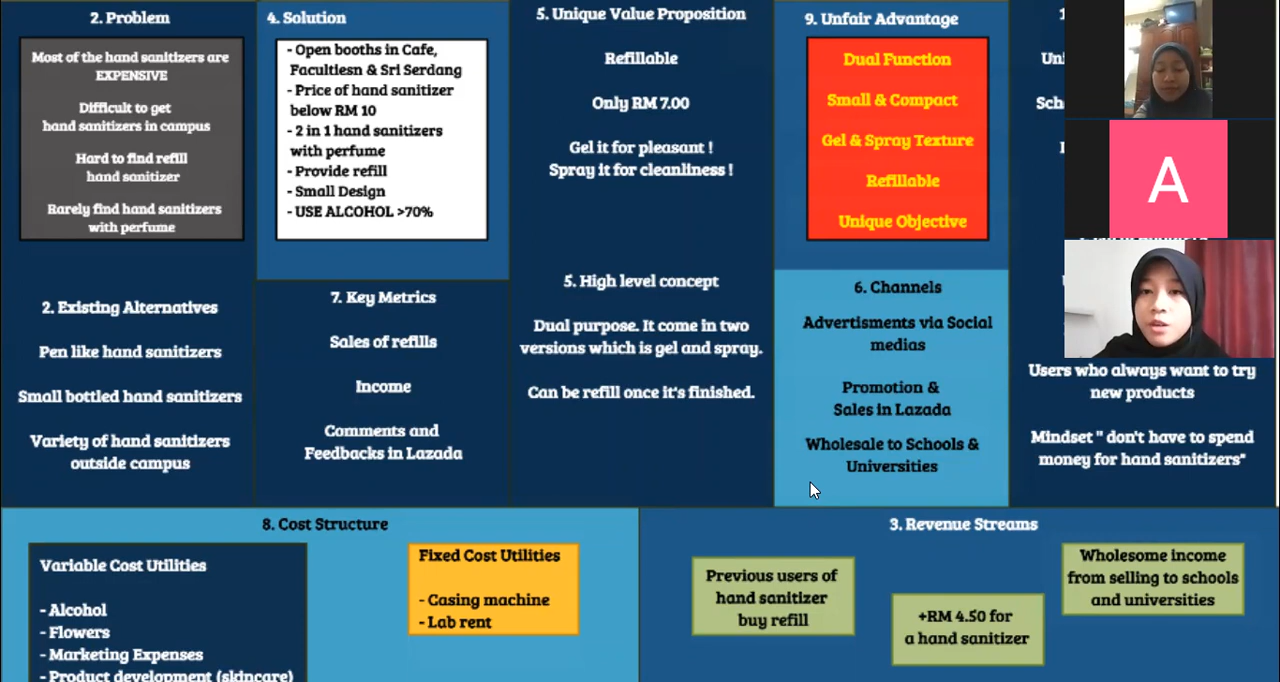 2. Problem
Most of the hand sanitizers are
EXPENSIVE
Difficult to get
hand sanitizers in campus
Hard to find refill
hand sanitizer
Rarely find hand sanitizers
with perfume
2. Existing Alternatives
Pen like hand sanitizers
Small bottled hand sanitizers
Variety of hand sanitizers
outside campus
4. Solution
- Open booths in Cafe,
Facultiesn & Sri Serdang
- Price of hand sanitizer
below RM 10
- 2 in 1 hand sanitizers
with perfume
- Provide refill
- Small Design
- USE ALCOHOL >70%
7. Key Metrics
Sales of refills
Income
Comments and
Feedbacks in Lazada
5. Unique Value Proposition
Refillable
Only RM 7.00
Gel it for pleasant !
Spray it for cleanliness !
5. High level concept
Dual purpose. It come in two
versions which is gel and spray.
Can be refill once it's finished.
9. Unfair Advantage
Dual Function
Small & Compact
Gel & Spray Texture
Refillable
Unique Objective
6. Channels
Advertisments via Social
medias
Promotion &
Sales in Lazada
Wholesale to Schools &
Universities
A
Users who always want to try
new products
Mindset " don't have to spend
money for hand sanitizers"
8. Cost Structure
Variable Cost Utilities
- Alcohol
- Flowers
- Marketing Expenses
- Product development (skincare)
Fixed Cost Utilities
- Casing machine
- Lab rent
3. Revenue Streams
Previous users of
hand sanitizer
buy refill
+RM 4.50 for
a hand sanitizer
Wholesome income
from selling to schools
and universities